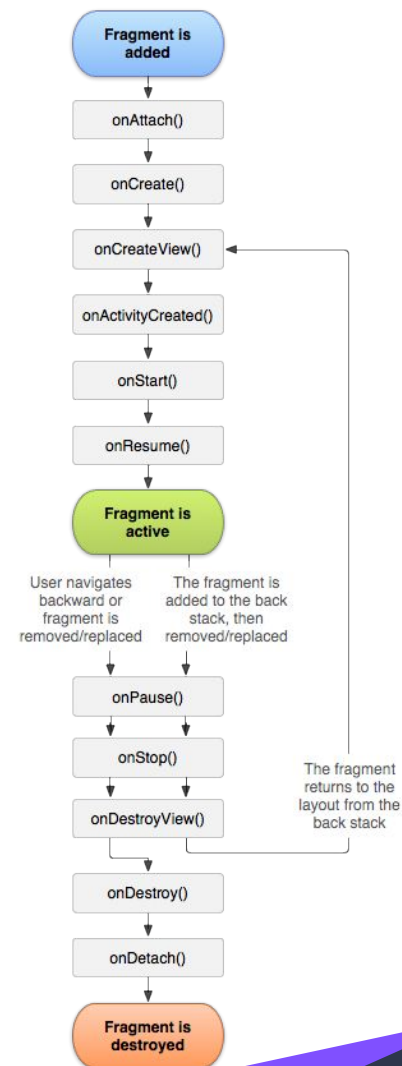 Fragment is
added
onAttach()
onCreate()
onCreateView()
onActivityCreated()
onStart()
onResume()
Fragment is
active
User navigates
backward or
fragment is
removed/replaced
The fragment is
added to the back
stack, then
removed/replaced
onPause()
onStop()
onDestroyView()
The fragment
returns to the
layout from the
back stack
onDestroy()
onDetach()
Fragment is
destroyed